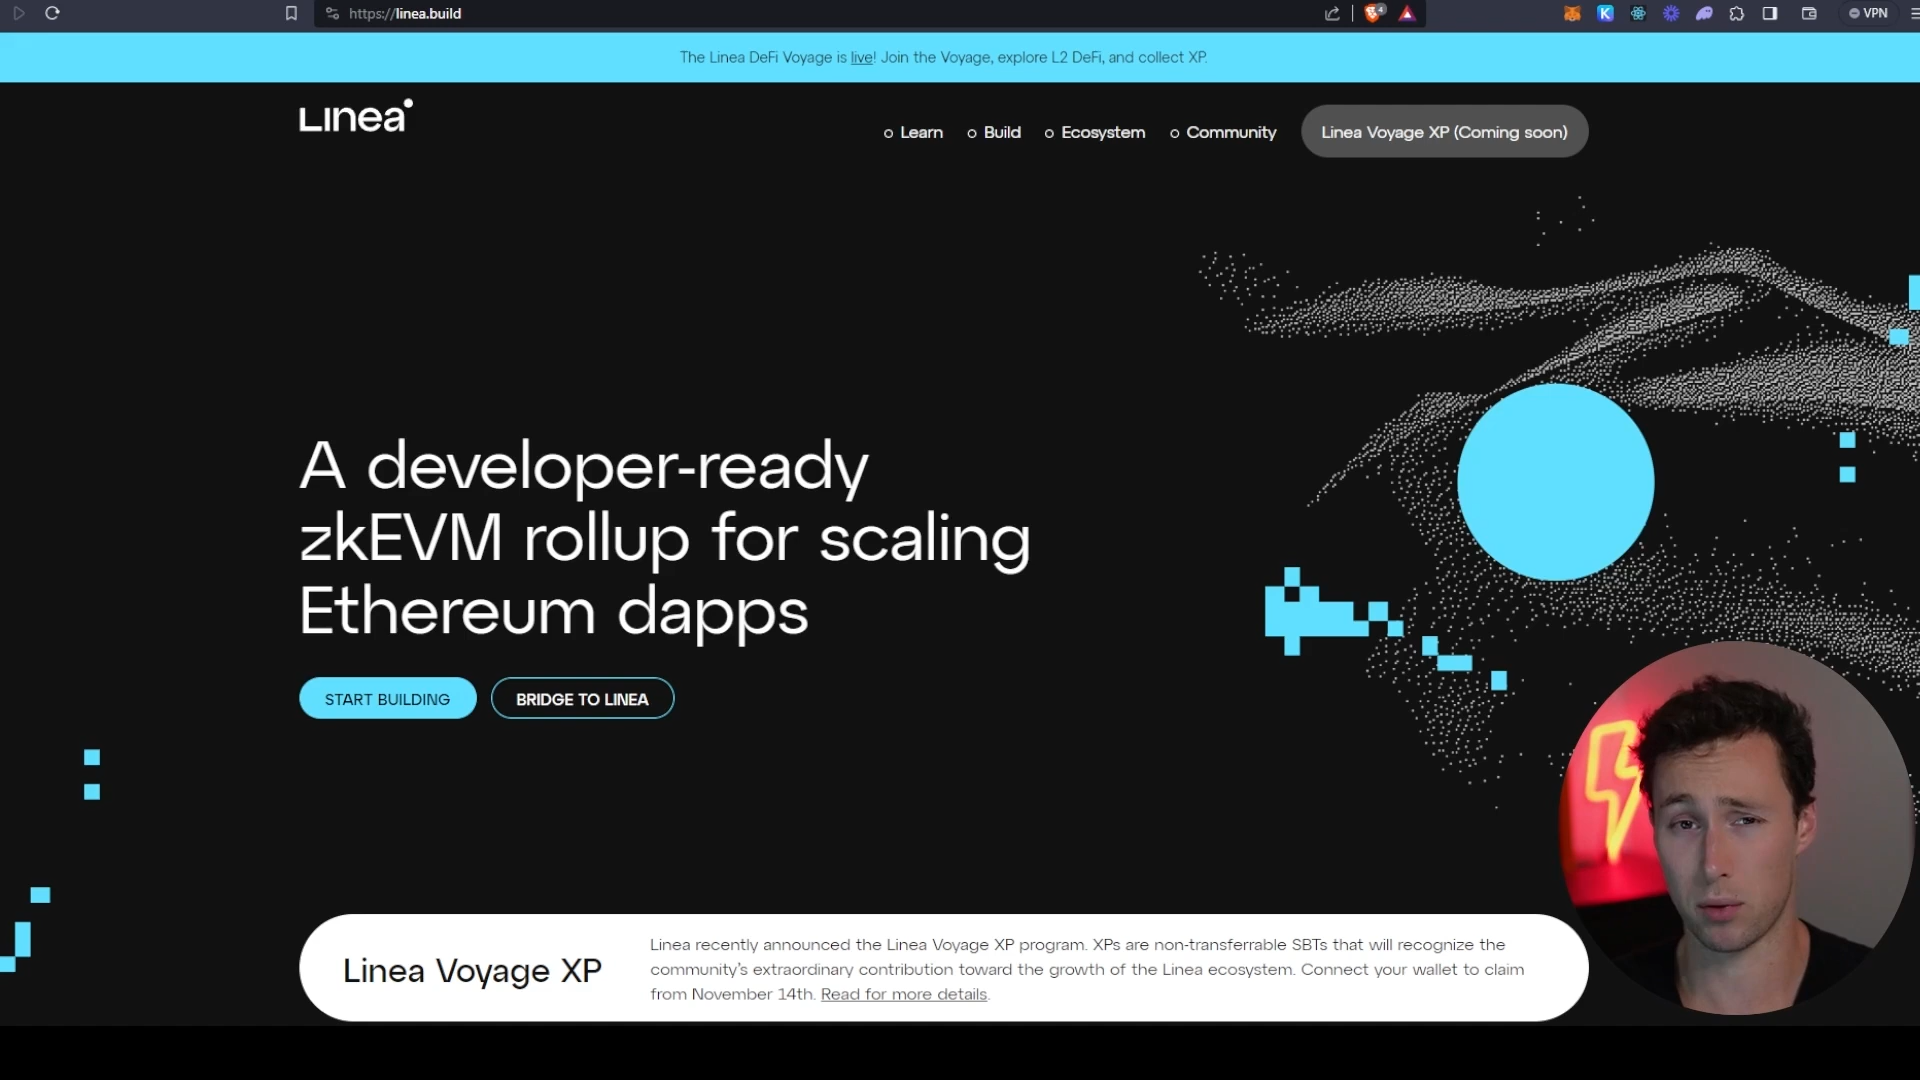 https://linea.build
4
VPN
The Linea DeFi Voyage is live! Join the Voyage, explore L2 DeFi, and collect XP.
Linea
Learn
Build
Ecosystem
Community
Linea Voyage XP (Coming soon)
A developer-ready
zkEVM rollup for scaling
Ethereum dapps
START BUILDING
BRIDGE TO LINEA
Linea Voyage XP
Linea recently announced the Linea Voyage XP program. XPs are non-transferrable SBTs that will recognize the
community's extraordinary contribution toward the growth of the Linea ecosystem. Connect your wallet to claim
from November 14th. Read for more details.